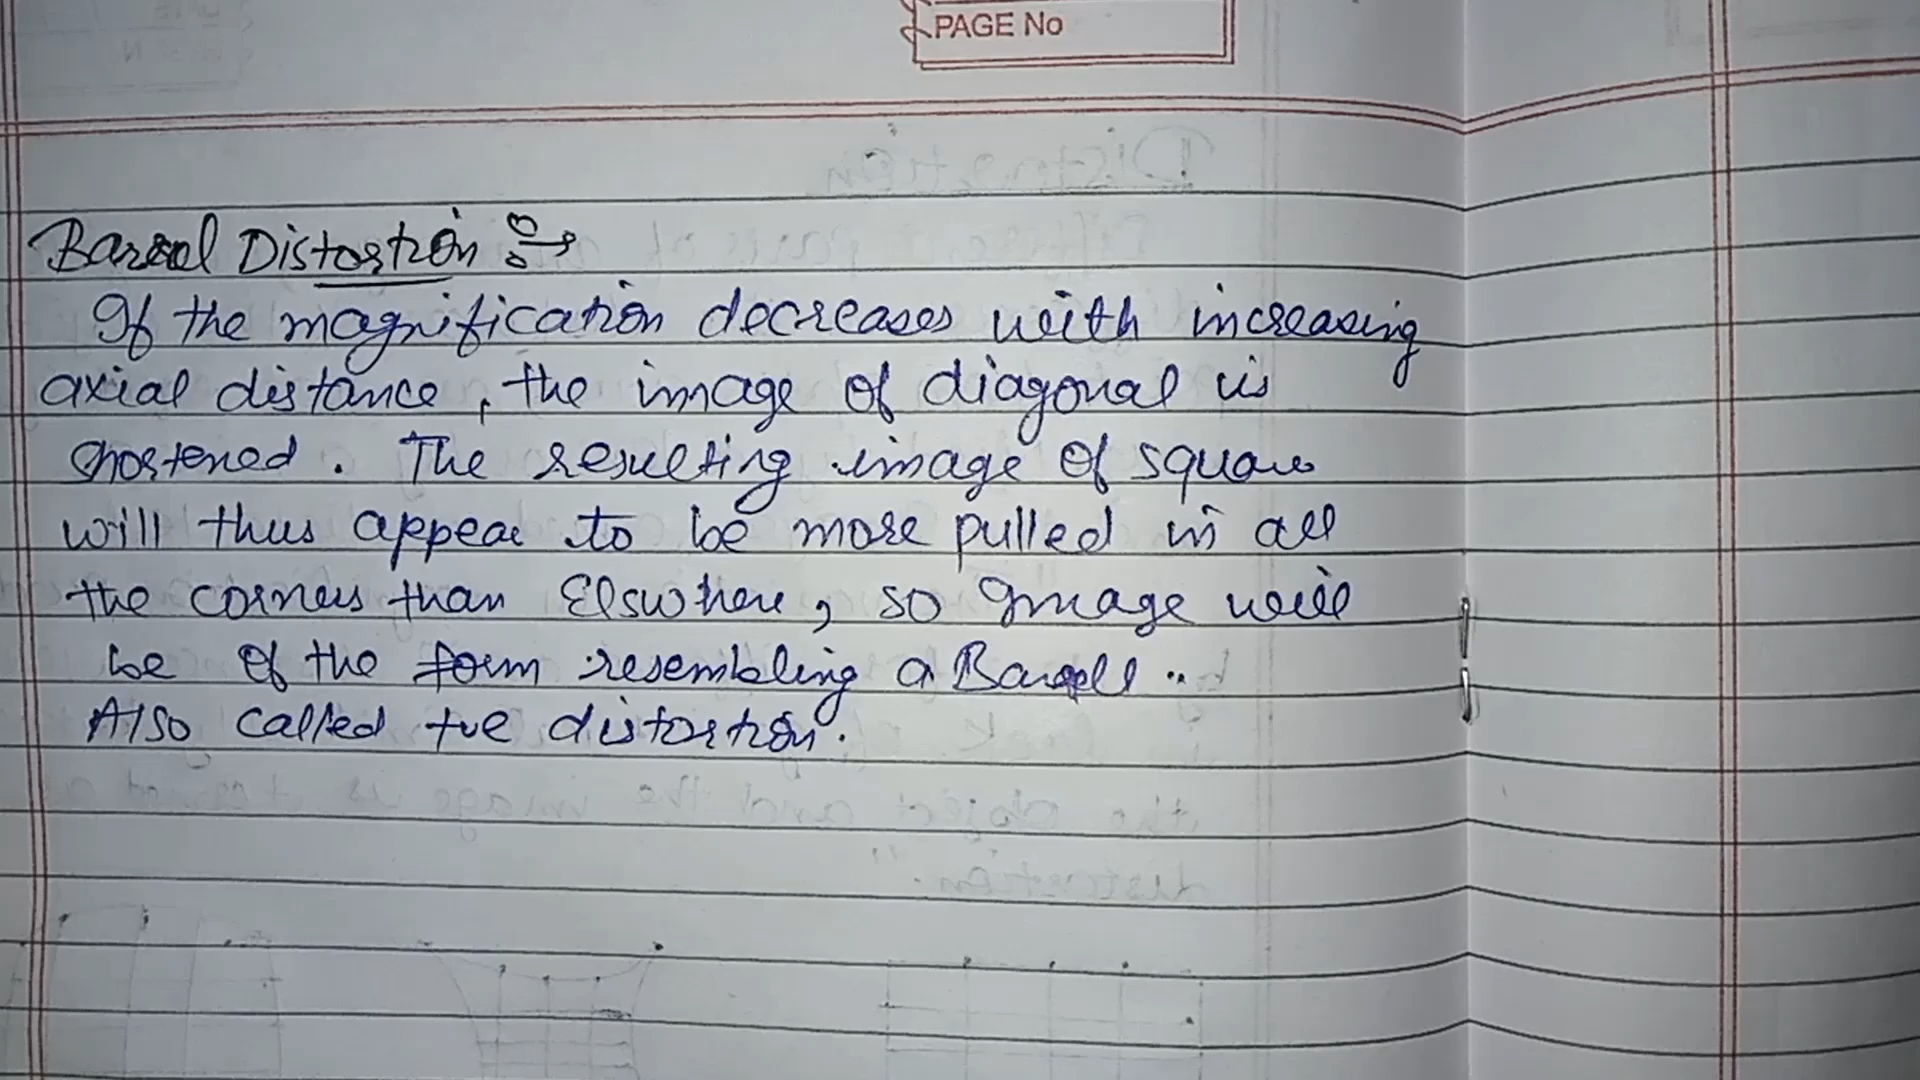 PAGE No
Barrel Distortion :→
If the magnification decreases with increasing
axial distance, the image of diagonal is
shortened. The resulting image of square
will thus appear to be more pulled in all
the corners than Elswhere, so Image will
be of the form resembling a Barrell ..
Also called +ve distortion.